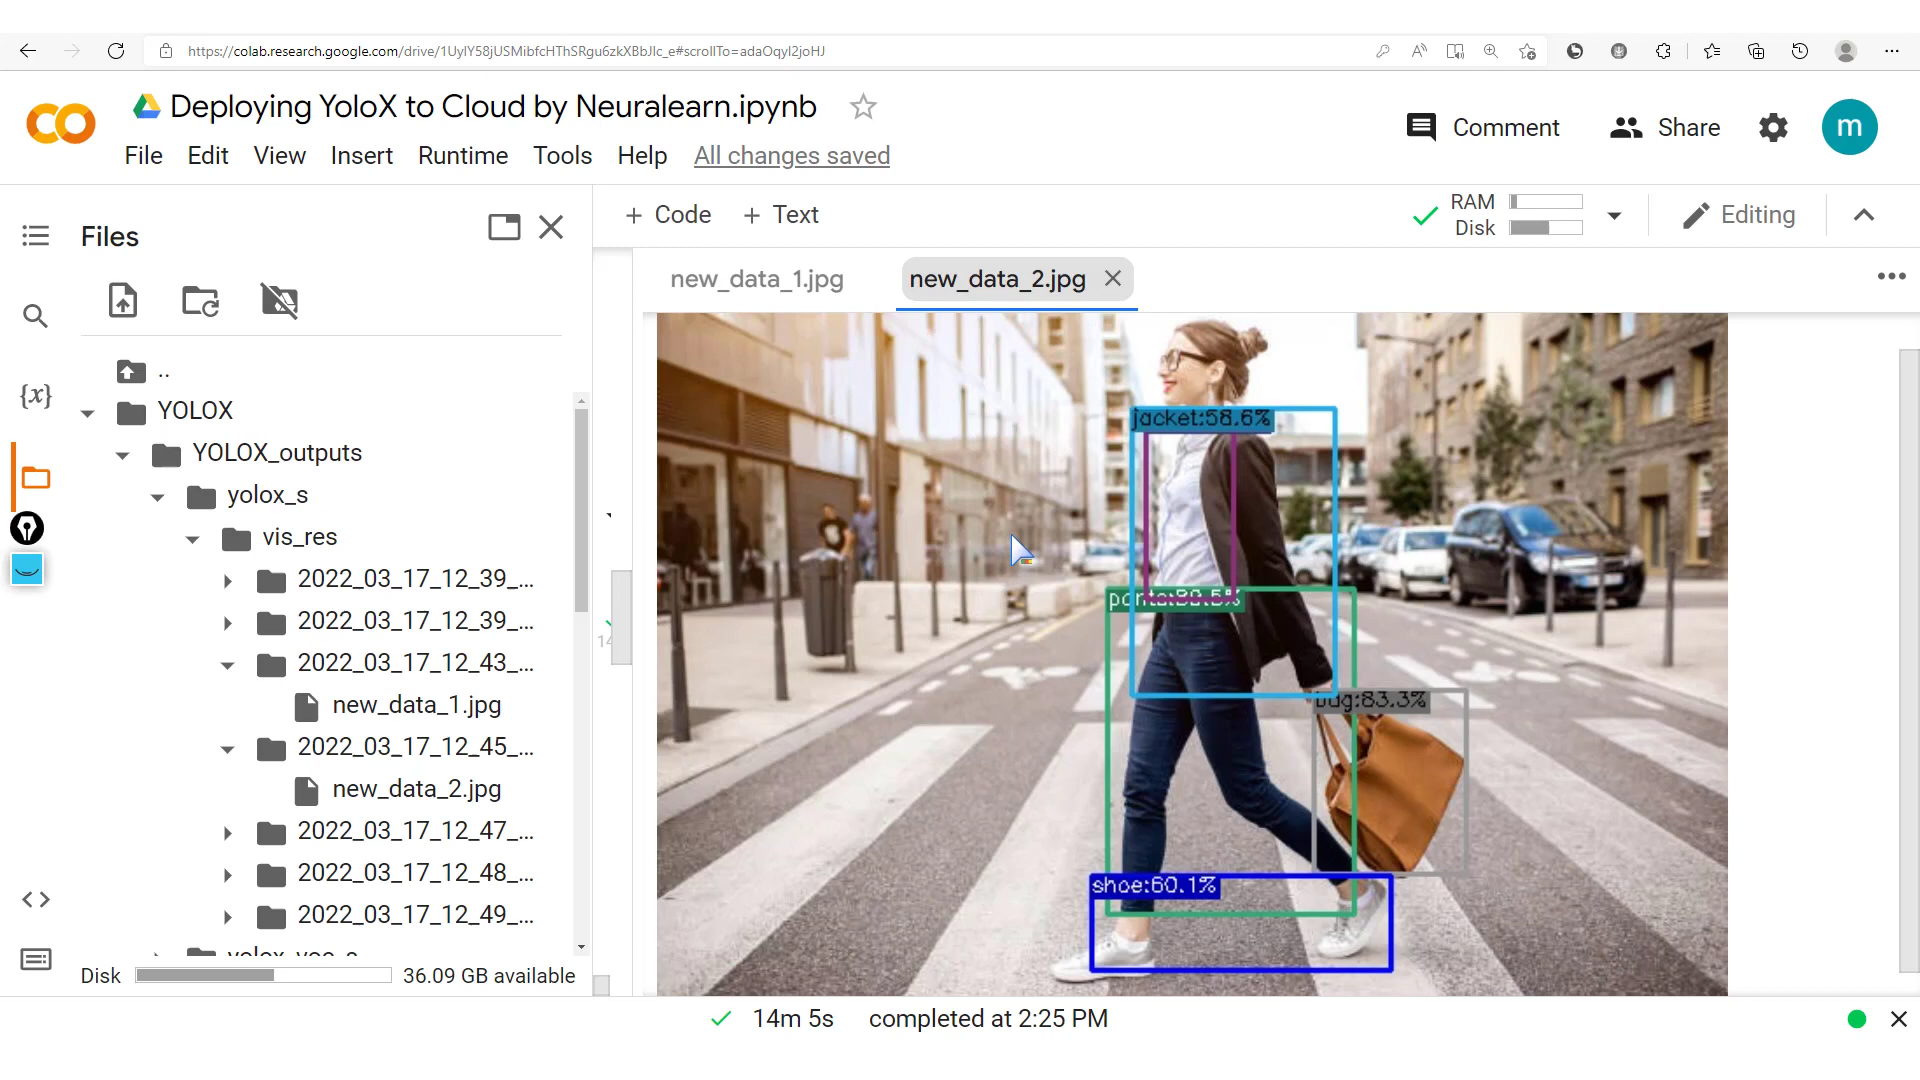 https://colab.research.google.com/drive/1UylY58jUSMibfcHThSRgu6zkXBbJlc_e#scrollTo=adaOqyI2joHJ
Deploying YoloX to Cloud by Neuralearn.ipynb
File Edit View Insert Runtime Tools Help All changes saved
Comment Share m
Files
+ Code + Text
RAM
Disk
Editing
new_data_1.jpg new_data_2.jpg
..
{x}
YOLOX
YOLOX_outputs
yolox_s
vis_res
2022_03_17_12_39_...
2022_03_17_12_39_...
2022_03_17_12_43_...
new_data_1.jpg
2022_03_17_12_45_...
new_data_2.jpg
2022_03_17_12_47_...
2022_03_17_12_48_...
2022_03_17_12_49_...
Disk 36.09 GB available
jacket:58.6%
bag:83.3%
shoe:60.1%
14m 5s completed at 2:25 PM